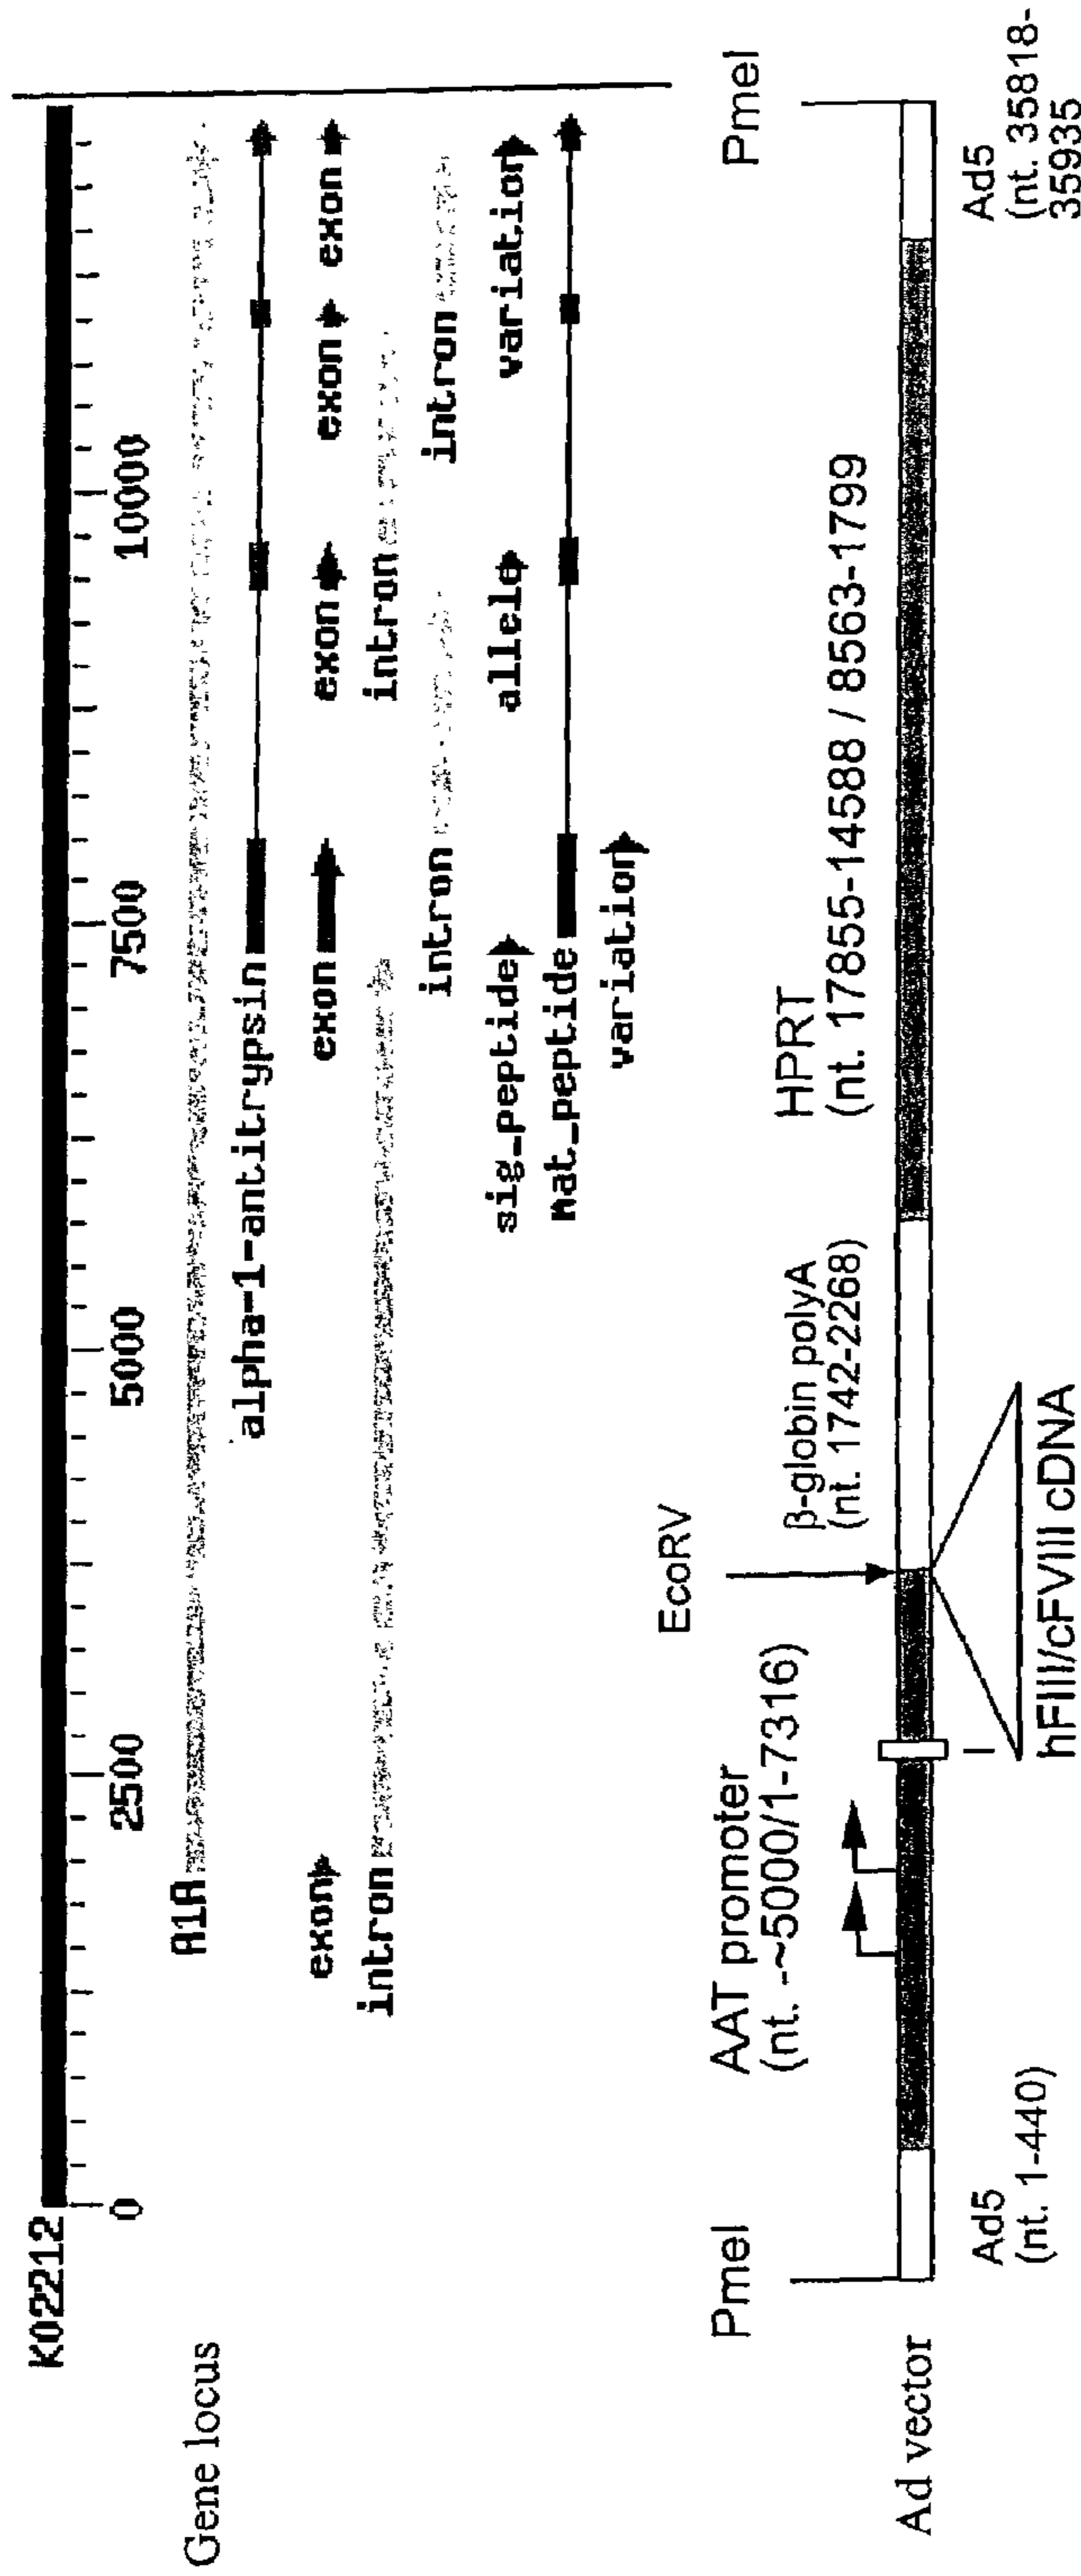 K02212
0
2500
5000
7500
10000
Gene locus
A1A
alpha-1-antitrypsin
exon
exon
exon
exon
exon
intron
intron
intron
intron
sig_peptide
allele
variation
mat_peptide
variation
EcoRV
PmeI
AAT promoter
(nt. -~5000/1-7316)
β-globin polyA
(nt. 1742-2268)
HPRT
(nt. 17855-14588 / 8563-1799
PmeI
Ad vector
Ad5
(nt. 1-440)
I
hFIII/cFVIII cDNA
Ad5
(nt. 35818-
35935